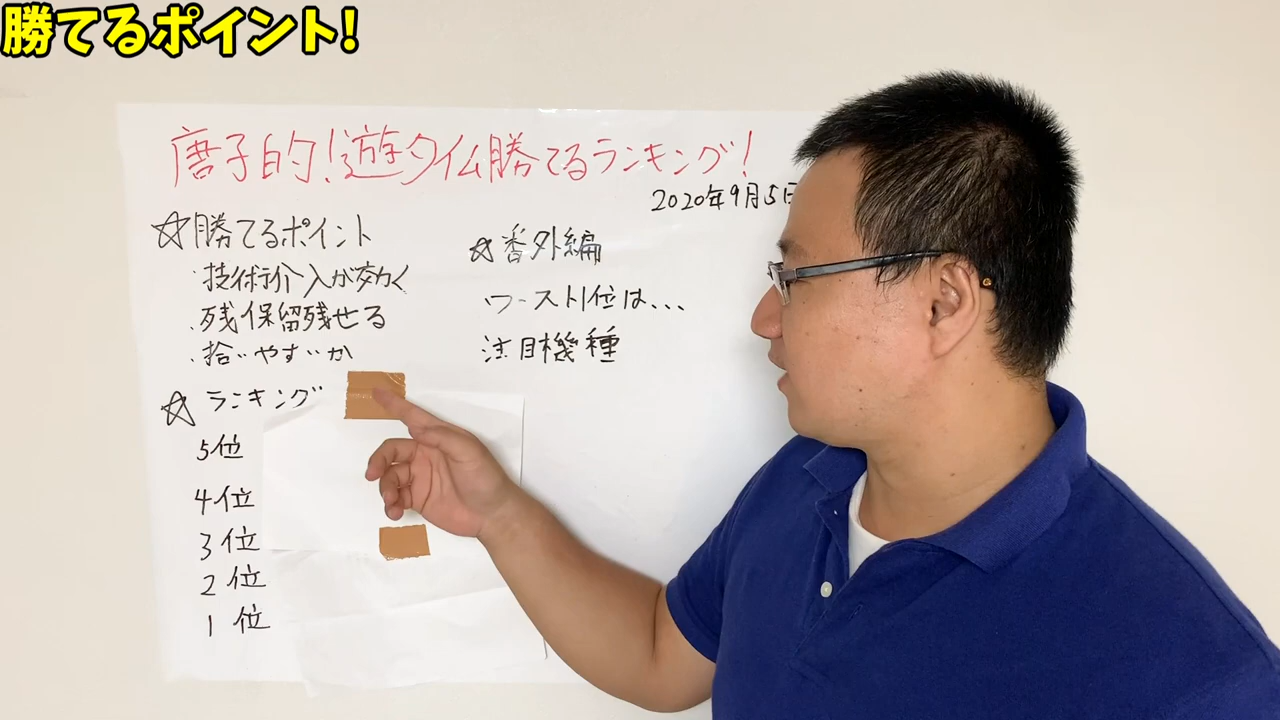 勝てるポイント!
唐子的!遊タイム勝てるランキング!
2020年9月5日
☆勝てるポイント
・技術介入が効く
・残保留残せる
・拾いやすいか
☆ランキング
5位
4位
3位
2位
1位
☆番外編
ワースト1位は...
注目機種